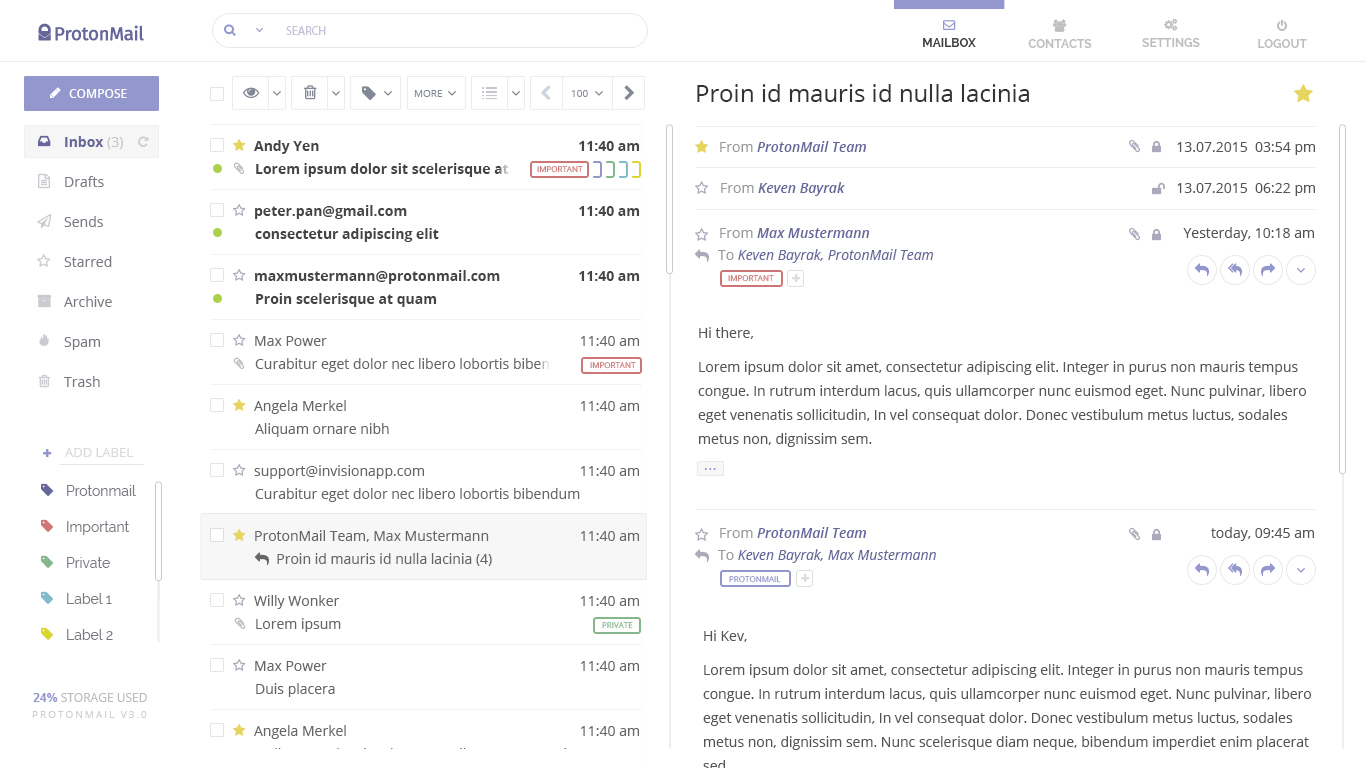 ProtonMail
SEARCH
MAILBOX
CONTACTS
SETTINGS
LOGOUT
COMPOSE
Inbox (3)
Drafts
Sends
Starred
Archive
Spam
Trash
ADD LABEL
Protonmail
Important
Private
Label 1
Label 2
24% STORAGE USED
PROTONMAIL V3.0
MORE
100
Andy Yen 11:40 am
Lorem ipsum dolor sit scelerisque at IMPORTANT
peter.pan@gmail.com 11:40 am
consectetur adipiscing elit
maxmustermann@protonmail.com 11:40 am
Proin scelerisque at quam
Max Power 11:40 am
Curabitur eget dolor nec libero lobortis biben IMPORTANT
Angela Merkel 11:40 am
Aliquam ornare nibh
support@invisionapp.com 11:40 am
Curabitur eget dolor nec libero lobortis bibendum
ProtonMail Team, Max Mustermann 11:40 am
Proin id mauris id nulla lacinia (4)
Willy Wonker 11:40 am
Lorem ipsum PRIVATE
Max Power 11:40 am
Duis placera
Angela Merkel 11:40 am
Proin id mauris id nulla lacinia
From ProtonMail Team 13.07.2015 03:54 pm
From Keven Bayrak 13.07.2015 06:22 pm
From Max Mustermann Yesterday, 10:18 am
To Keven Bayrak, ProtonMail Team
IMPORTANT
Hi there,
Lorem ipsum dolor sit amet, consectetur adipiscing elit. Integer in purus non mauris tempus
congue. In rutrum interdum lacus, quis ullamcorper nunc euismod eget. Nunc pulvinar, libero
eget venenatis sollicitudin, In vel consequat dolor. Donec vestibulum metus luctus, sodales
metus non, dignissim sem.
...
From ProtonMail Team today, 09:45 am
To Keven Bayrak, Max Mustermann
PROTONMAIL
Hi Kev,
Lorem ipsum dolor sit amet, consectetur adipiscing elit. Integer in purus non mauris tempus
congue. In rutrum interdum lacus, quis ullamcorper nunc euismod eget. Nunc pulvinar, libero
eget venenatis sollicitudin, In vel consequat dolor. Donec vestibulum metus luctus, sodales
metus non, dignissim sem. Nunc scelerisque diam neque, bibendum imperdiet enim placerat
sed